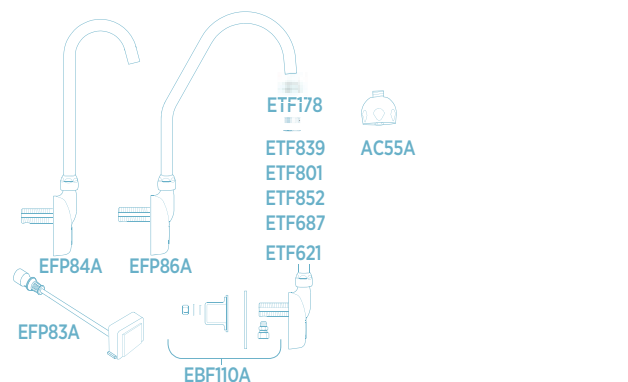 ETF178
ETF839
AC55A
ETF801
ETF852
ETF687
ETF621
EFP84A
EFP86A
EFP83A
EBF110A